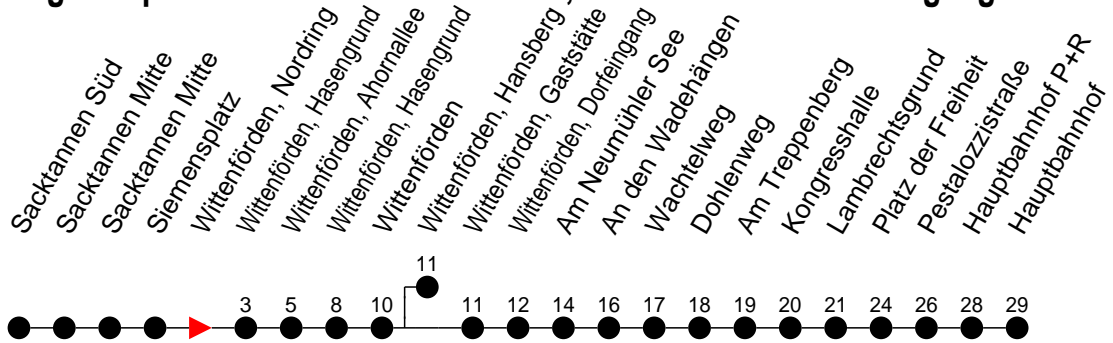 Sacktannen Süd
Sacktannen Mitte
Sacktannen Mitte
Siemensplatz
Wittenförden, Nordring
Wittenförden, Hasengrund
Wittenförden, Ahornallee
Wittenförden, Hasengrund
Wittenförden
Wittenförden, Hansberg
Wittenförden, Gaststätte
Wittenförden, Dorfeingang
Am Neumühler See
An den Wadehängen
Wachtelweg
Dohlenweg
Am Treppenberg
Kongresshalle
Lambrechtsgrund
Platz der Freiheit
Pestalozzistraße
Hauptbahnhof P+R
Hauptbahnhof
11
3 5 8 10 11 12 14 16 17 18 19 20 21 24 26 28 29